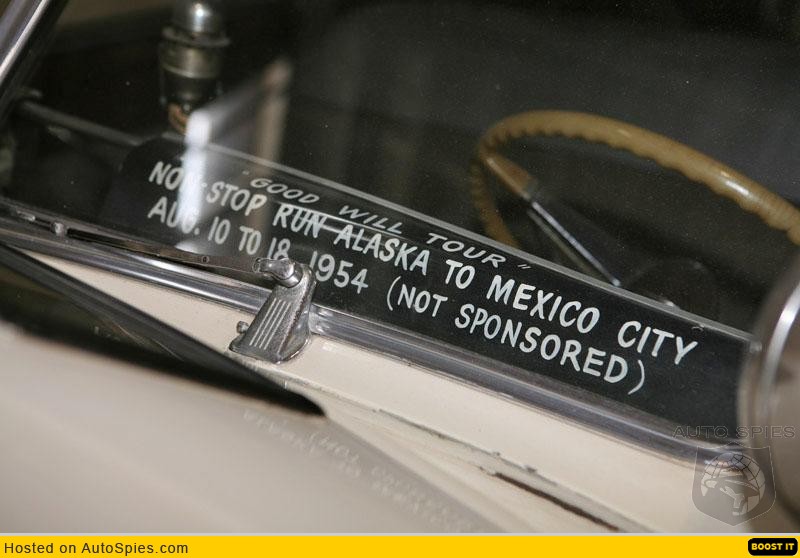 "GOOD WILL TOUR"
NON-STOP RUN ALASKA TO MEXICO CITY
AUG. 10 TO 18, 1954 (NOT SPONSORED)
AUTO SPIES
Hosted on AutoSpies.com
BOOST IT